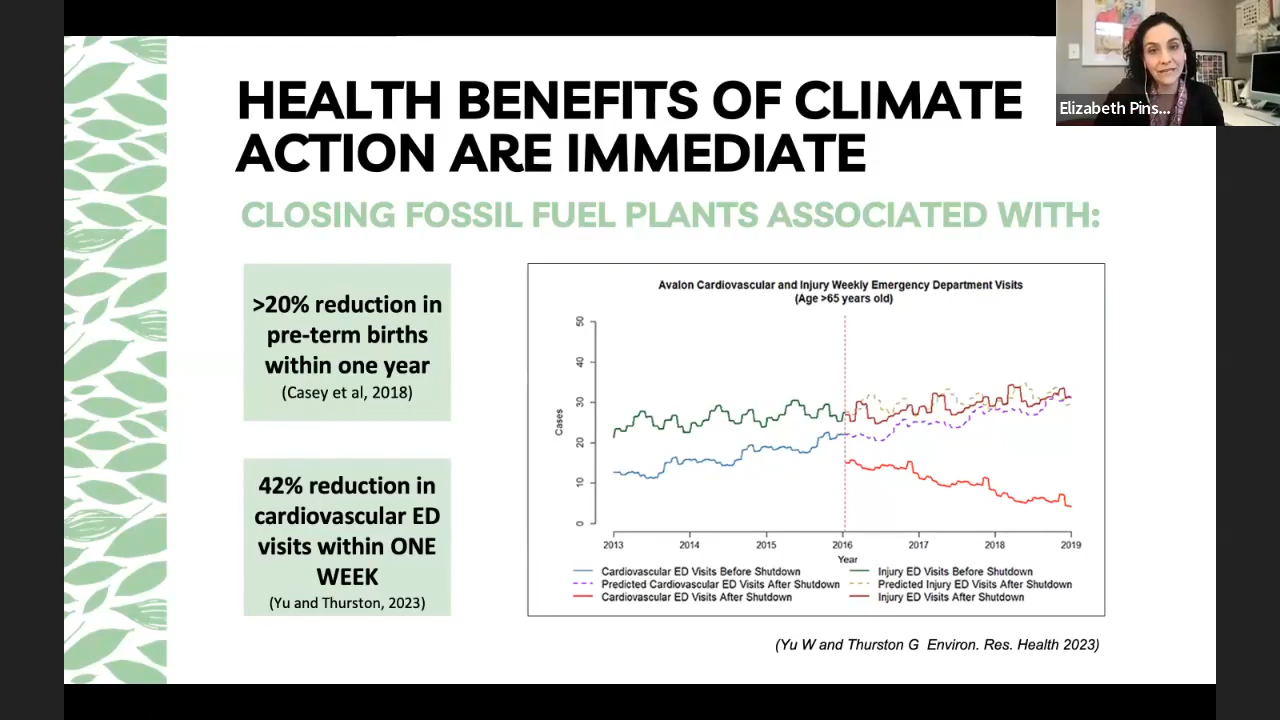 HEALTH BENEFITS OF CLIMATE
ACTION ARE IMMEDIATE
Elizabeth Pins...
CLOSING FOSSIL FUEL PLANTS ASSOCIATED WITH:
>20% reduction in
pre-term births
within one year
(Casey et al, 2018)
42% reduction in
cardiovascular ED
visits within ONE
WEEK
(Yu and Thurston, 2023)
Avalon Cardiovascular and Injury Weekly Emergency Department Visits
(Age >65 years old)
Cases
50
40
30
20
10
0
2013 2014 2015 2016 2017 2018 2019
Year
Cardiovascular ED Visits Before Shutdown
Predicted Cardiovascular ED Visits After Shutdown
Cardiovascular ED Visits After Shutdown
Injury ED Visits Before Shutdown
Predicted Injury ED Visits After Shutdown
Injury ED Visits After Shutdown
(Yu W and Thurston G Environ. Res. Health 2023)